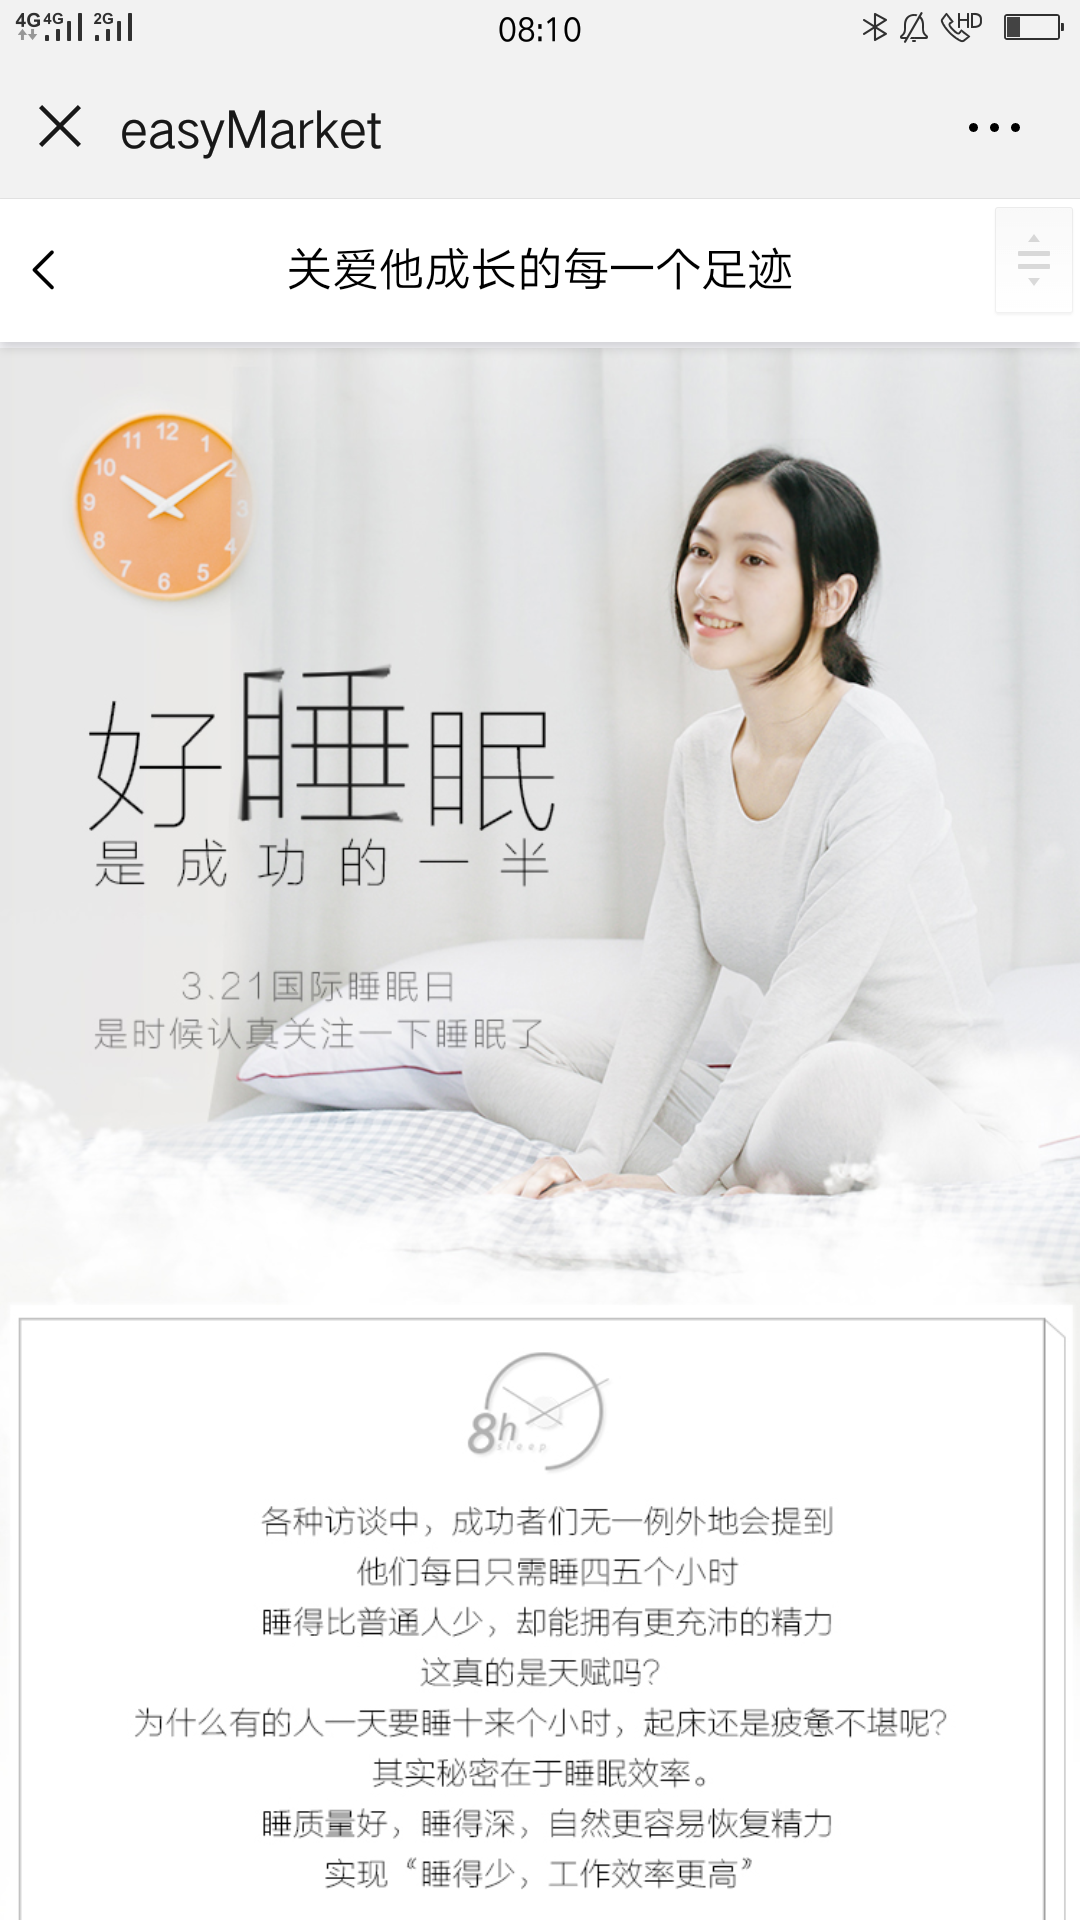 4G 4G 2G 08:10 HD
easyMarket
关爱他成长的每一个足迹
12
11 1
10 2
9 3
8 4
7 5
6
好睡眠
是成功的一半
3.21国际睡眠日
是时候认真关注一下睡眠了
8h
sleep
各种访谈中，成功者们无一例外地会提到
他们每日只需睡四五个小时
睡得比普通人少，却能拥有更充沛的精力
这真的是天赋吗？
为什么有的人一天要睡十来个小时，起床还是疲惫不堪呢？
其实秘密在于睡眠效率。
睡质量好，睡得深，自然更容易恢复精力
实现“睡得少，工作效率更高”